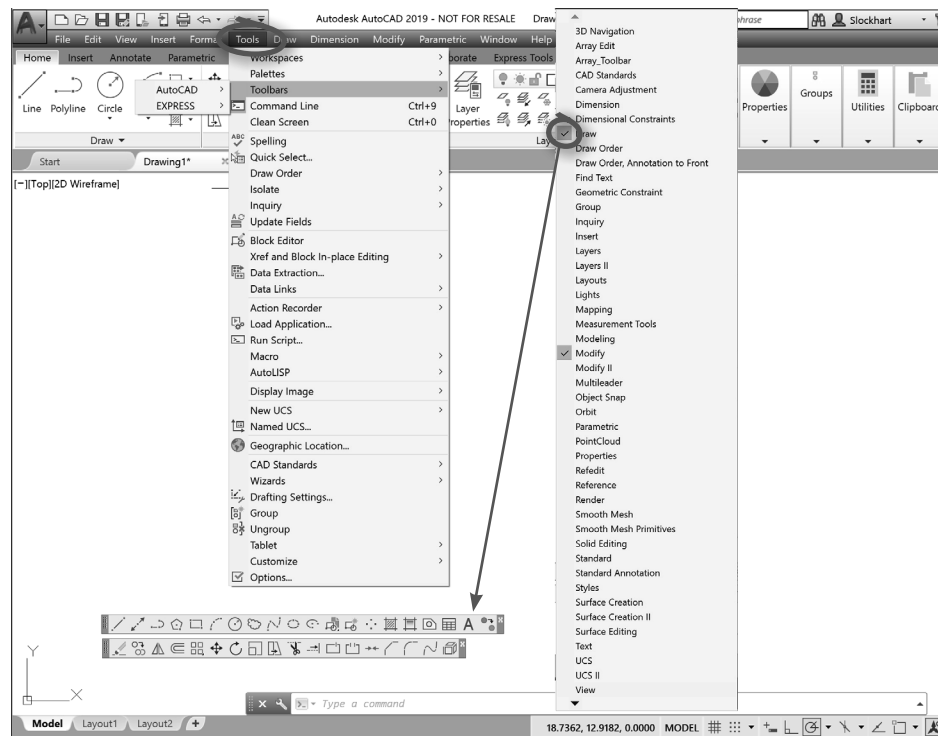 Autodesk AutoCAD 2019 - NOT FOR RESALE Draw
phrase
Slockhart
File Edit View Insert Forma Tools Draw Dimension Modify Parametric Window Help
Home Insert Annotate Parametric
borate Express Tools
Line Polyline Circle
Draw
AutoCAD
EXPRESS
Layer
roperties
Lay
Properties
Groups
Utilities
Clipboard
Start Drawing1*
[−][Top][2D Wireframe]
Workspaces
Palettes
Toolbars
Command Line Ctrl+9
Clean Screen Ctrl+0
ABC
Spelling
Quick Select...
Draw Order
Isolate
Inquiry
Update Fields
Block Editor
Xref and Block In-place Editing
Data Extraction...
Data Links
Action Recorder
Load Application...
Run Script...
Macro
AutoLISP
Display Image
New UCS
Named UCS...
Geographic Location...
CAD Standards
Wizards
Drafting Settings...
Group
Ungroup
Tablet
Customize
Options...
3D Navigation
Array Edit
Array_Toolbar
CAD Standards
Camera Adjustment
Dimension
Dimensional Constraints
Draw
Draw Order
Draw Order, Annotation to Front
Find Text
Geometric Constraint
Group
Inquiry
Insert
Layers
Layers II
Layouts
Lights
Mapping
Measurement Tools
Modeling
Modify
Modify II
Multileader
Object Snap
Orbit
Parametric
PointCloud
Properties
Refedit
Reference
Render
Smooth Mesh
Smooth Mesh Primitives
Solid Editing
Standard
Standard Annotation
Styles
Surface Creation
Surface Creation II
Surface Editing
Text
UCS
UCS II
View
A
Y
X
Type a command
Model Layout1 Layout2 +
18.7362, 12.9182, 0.0000 MODEL